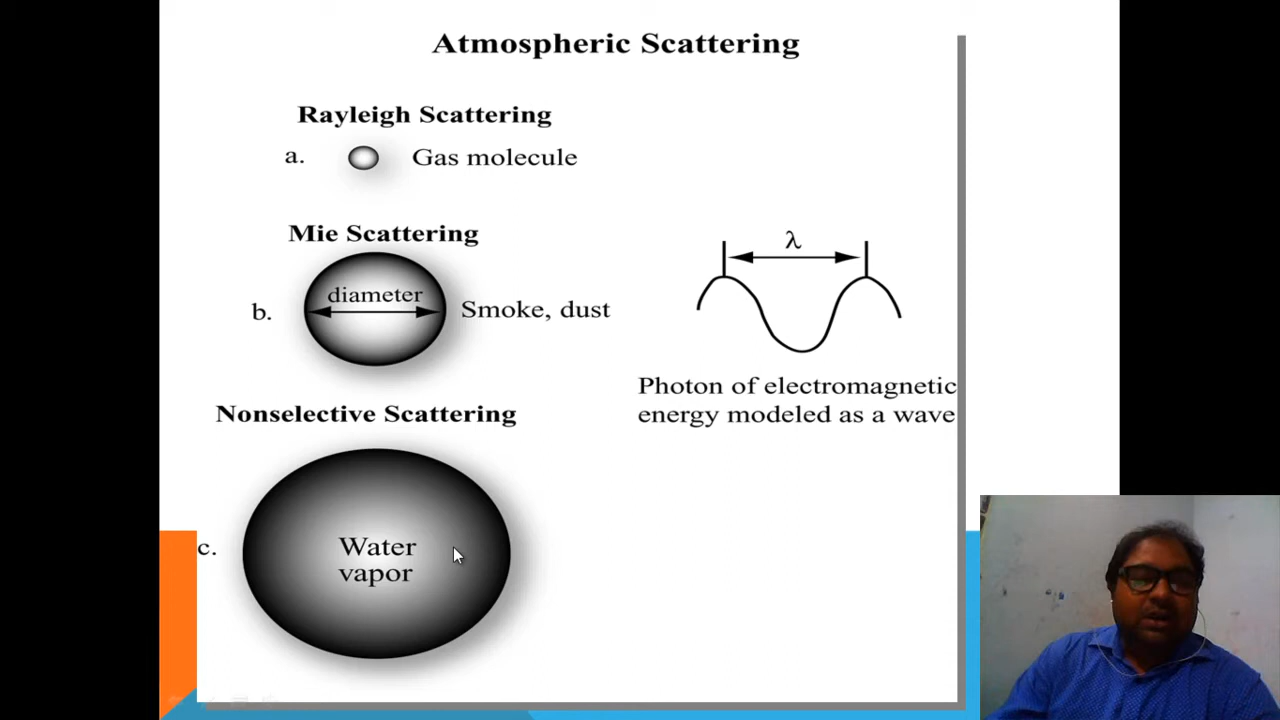 Atmospheric Scattering
Rayleigh Scattering
a.
Gas molecule
Mie Scattering
b.
diameter
Smoke, dust
λ
Photon of electromagnetic
energy modeled as a wave
Nonselective Scattering
c.
Water
vapor